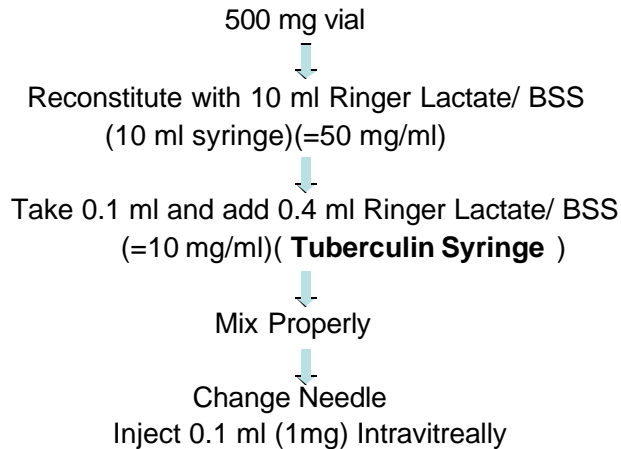 500 mg vial
Reconstitute with 10 ml Ringer Lactate/ BSS
(10 ml syringe)(=50 mg/ml)
Take 0.1 ml and add 0.4 ml Ringer Lactate/ BSS
(=10 mg/ml)( Tuberculin Syringe )
Mix Properly
Change Needle
Inject 0.1 ml (1mg) Intravitreally